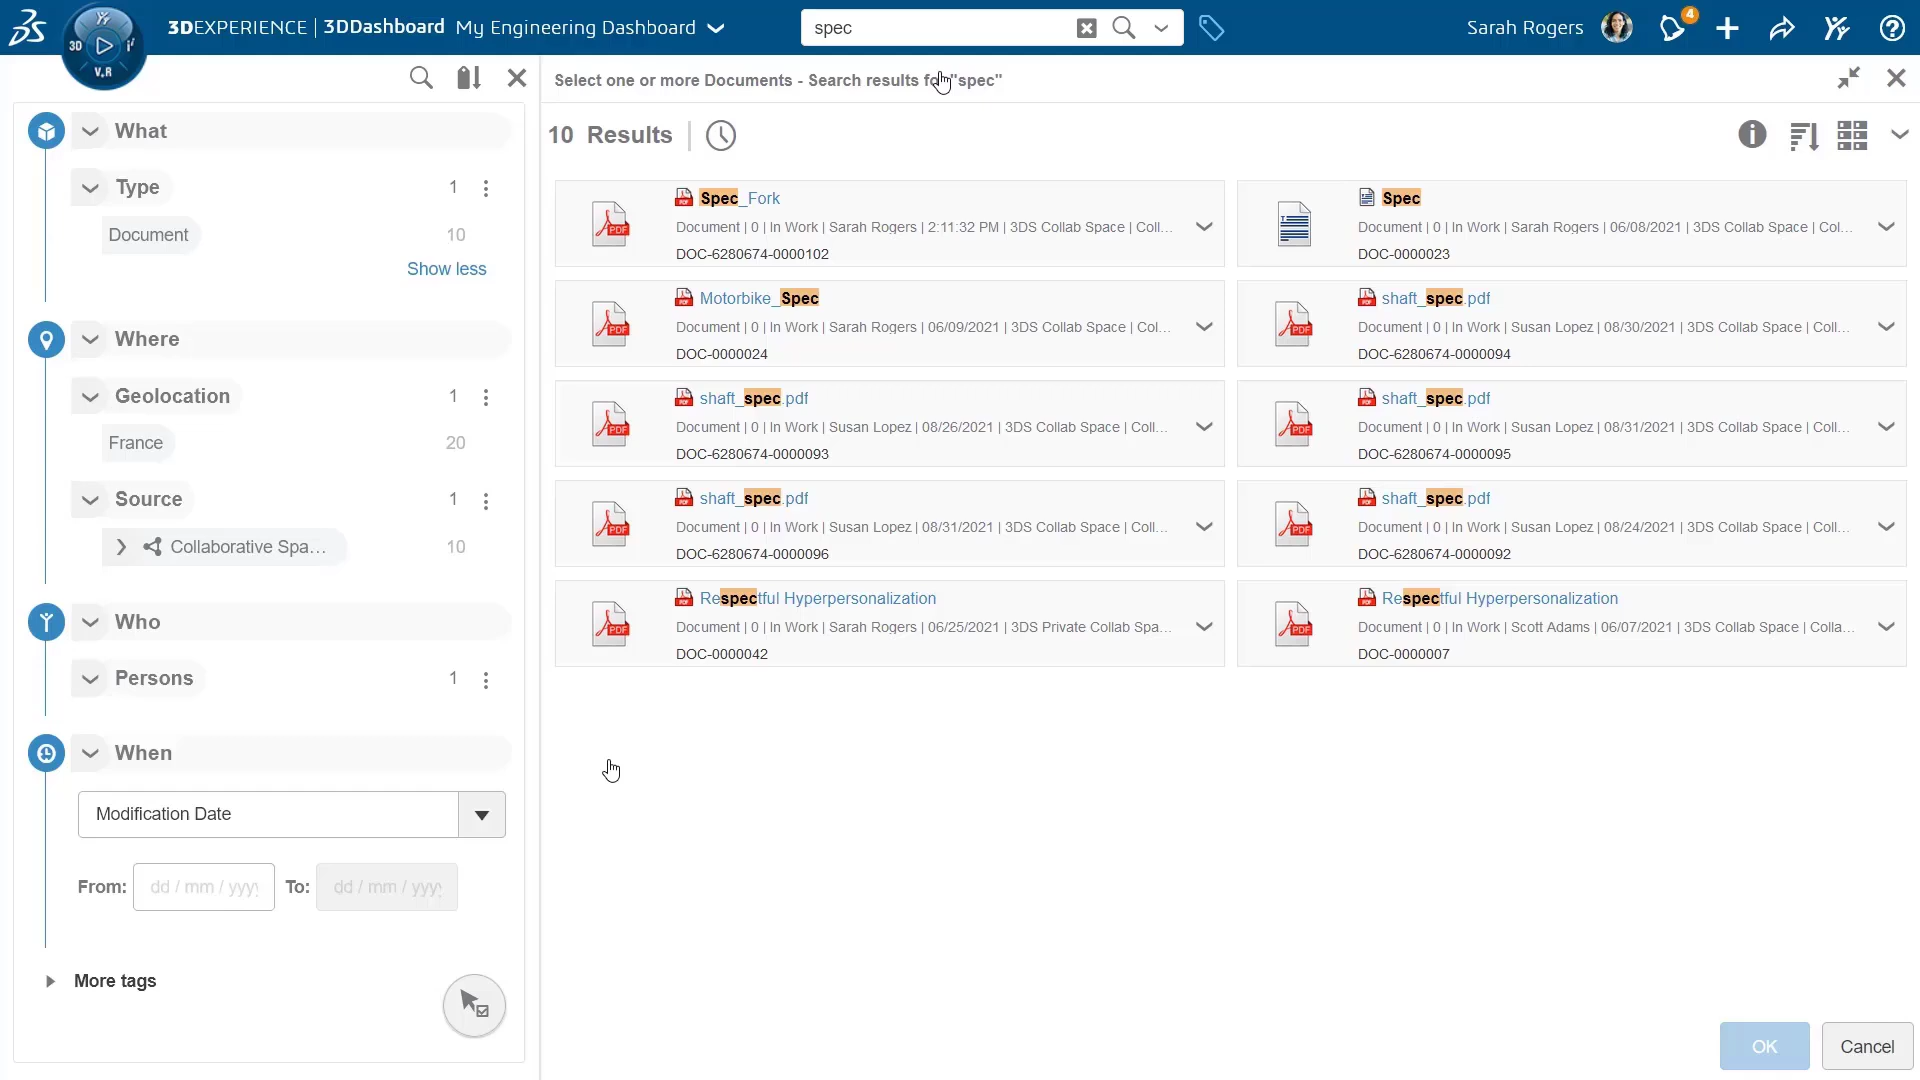 3DEXPERIENCE | 3DDashboard My Engineering Dashboard
spec
Sarah Rogers
4
3D
V.R
Select one or more Documents - Search results for "spec"
10 Results
What
Type 1
Document 10
Show less
Where
Geolocation 1
France 20
Source 1
Collaborative Spa... 10
Who
Persons 1
When
Modification Date
From: dd / mm / yyyy To: dd / mm / yyyy
More tags
Spec_Fork
Document | 0 | In Work | Sarah Rogers | 2:11:32 PM | 3DS Collab Space | Coll...
DOC-6280674-0000102
Spec
Document | 0 | In Work | Sarah Rogers | 06/08/2021 | 3DS Collab Space | Col...
DOC-0000023
Motorbike_Spec
Document | 0 | In Work | Sarah Rogers | 06/09/2021 | 3DS Collab Space | Col...
DOC-0000024
shaft_spec.pdf
Document | 0 | In Work | Susan Lopez | 08/30/2021 | 3DS Collab Space | Coll...
DOC-6280674-0000094
shaft_spec.pdf
Document | 0 | In Work | Susan Lopez | 08/26/2021 | 3DS Collab Space | Coll...
DOC-6280674-0000093
shaft_spec.pdf
Document | 0 | In Work | Susan Lopez | 08/31/2021 | 3DS Collab Space | Coll...
DOC-6280674-0000095
shaft_spec.pdf
Document | 0 | In Work | Susan Lopez | 08/31/2021 | 3DS Collab Space | Coll...
DOC-6280674-0000096
shaft_spec.pdf
Document | 0 | In Work | Susan Lopez | 08/24/2021 | 3DS Collab Space | Coll...
DOC-6280674-0000092
Respectful Hyperpersonalization
Document | 0 | In Work | Sarah Rogers | 06/25/2021 | 3DS Private Collab Spa...
DOC-0000042
Respectful Hyperpersonalization
Document | 0 | In Work | Scott Adams | 06/07/2021 | 3DS Collab Space | Colla...
DOC-0000007
OK
Cancel